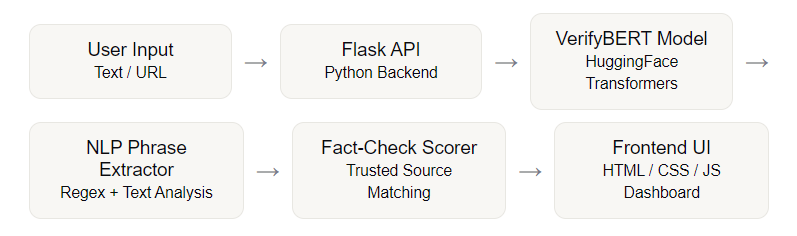 User Input
Text / URL
→
Flask API
Python Backend
→
VerifyBERT Model
HuggingFace
Transformers
→
NLP Phrase
Extractor
Regex + Text Analysis
→
Fact-Check Scorer
Trusted Source
Matching
→
Frontend UI
HTML / CSS / JS
Dashboard